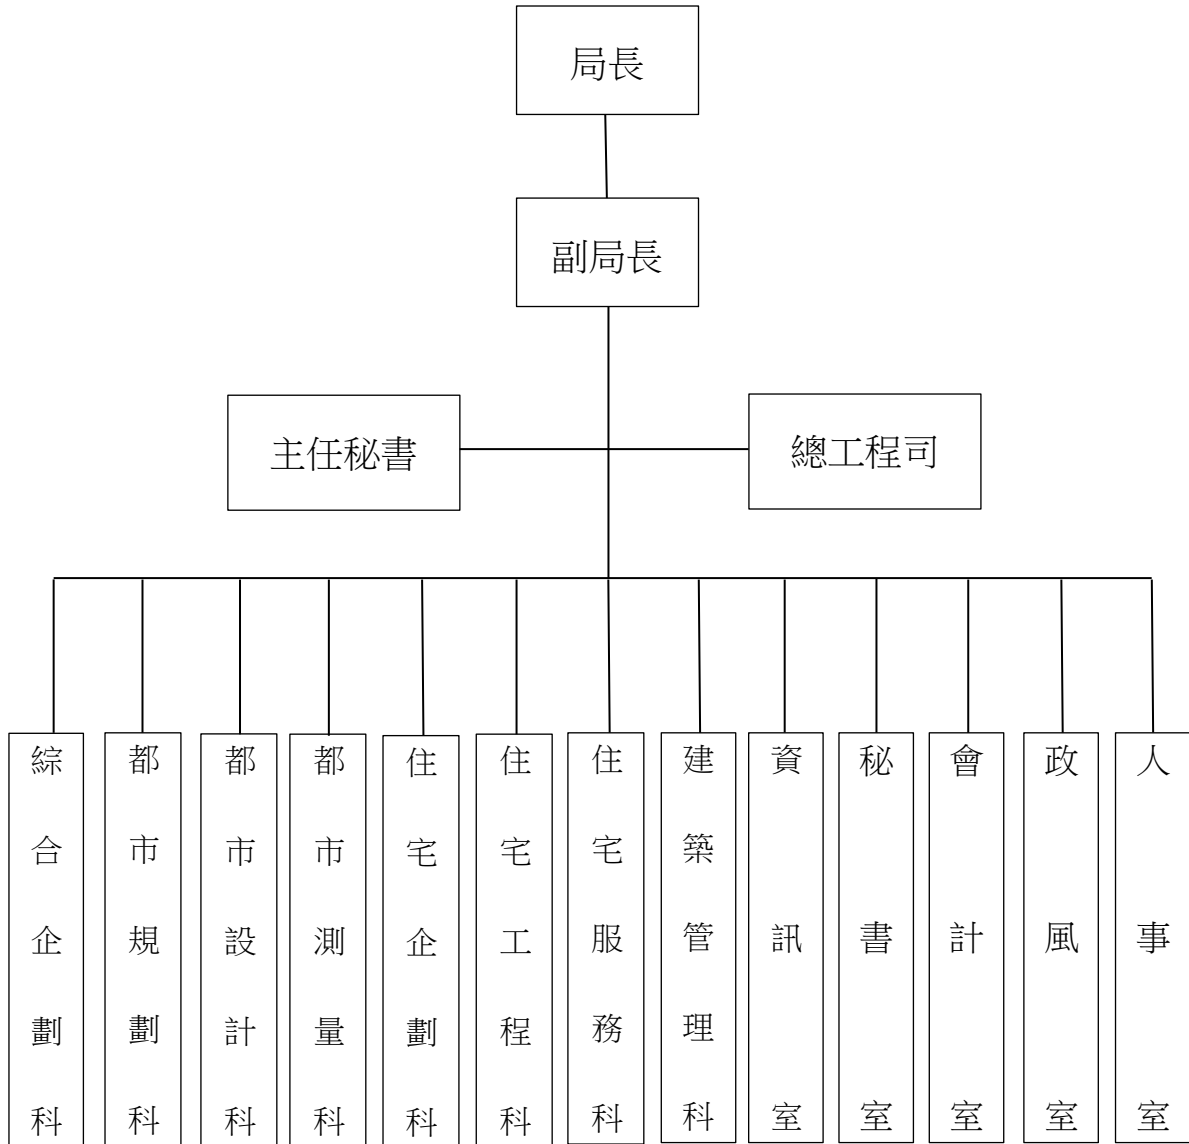 局長
副局長
主任秘書
總工程司
綜合企劃科
都市規劃科
都市設計科
都市測量科
住宅企劃科
住宅工程科
住宅服務科
建築管理科
資訊室
秘書室
會計室
政風室
人事室